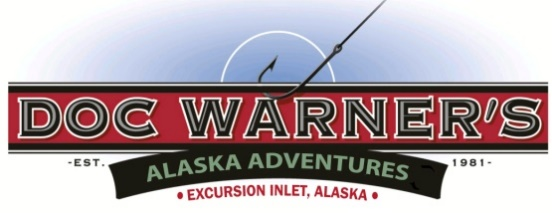 DOC WARNER'S
-EST. 1981-
ALASKA ADVENTURES
• EXCURSION INLET, ALASKA •